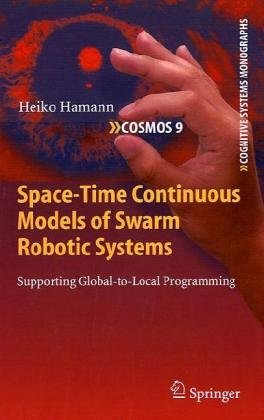 Heiko Hamann
»COSMOS 9
»COGNITIVE SYSTEMS MONOGRAPHS
Space-Time Continuous
Models of Swarm
Robotic Systems
Supporting Global-to-Local Programming
Springer